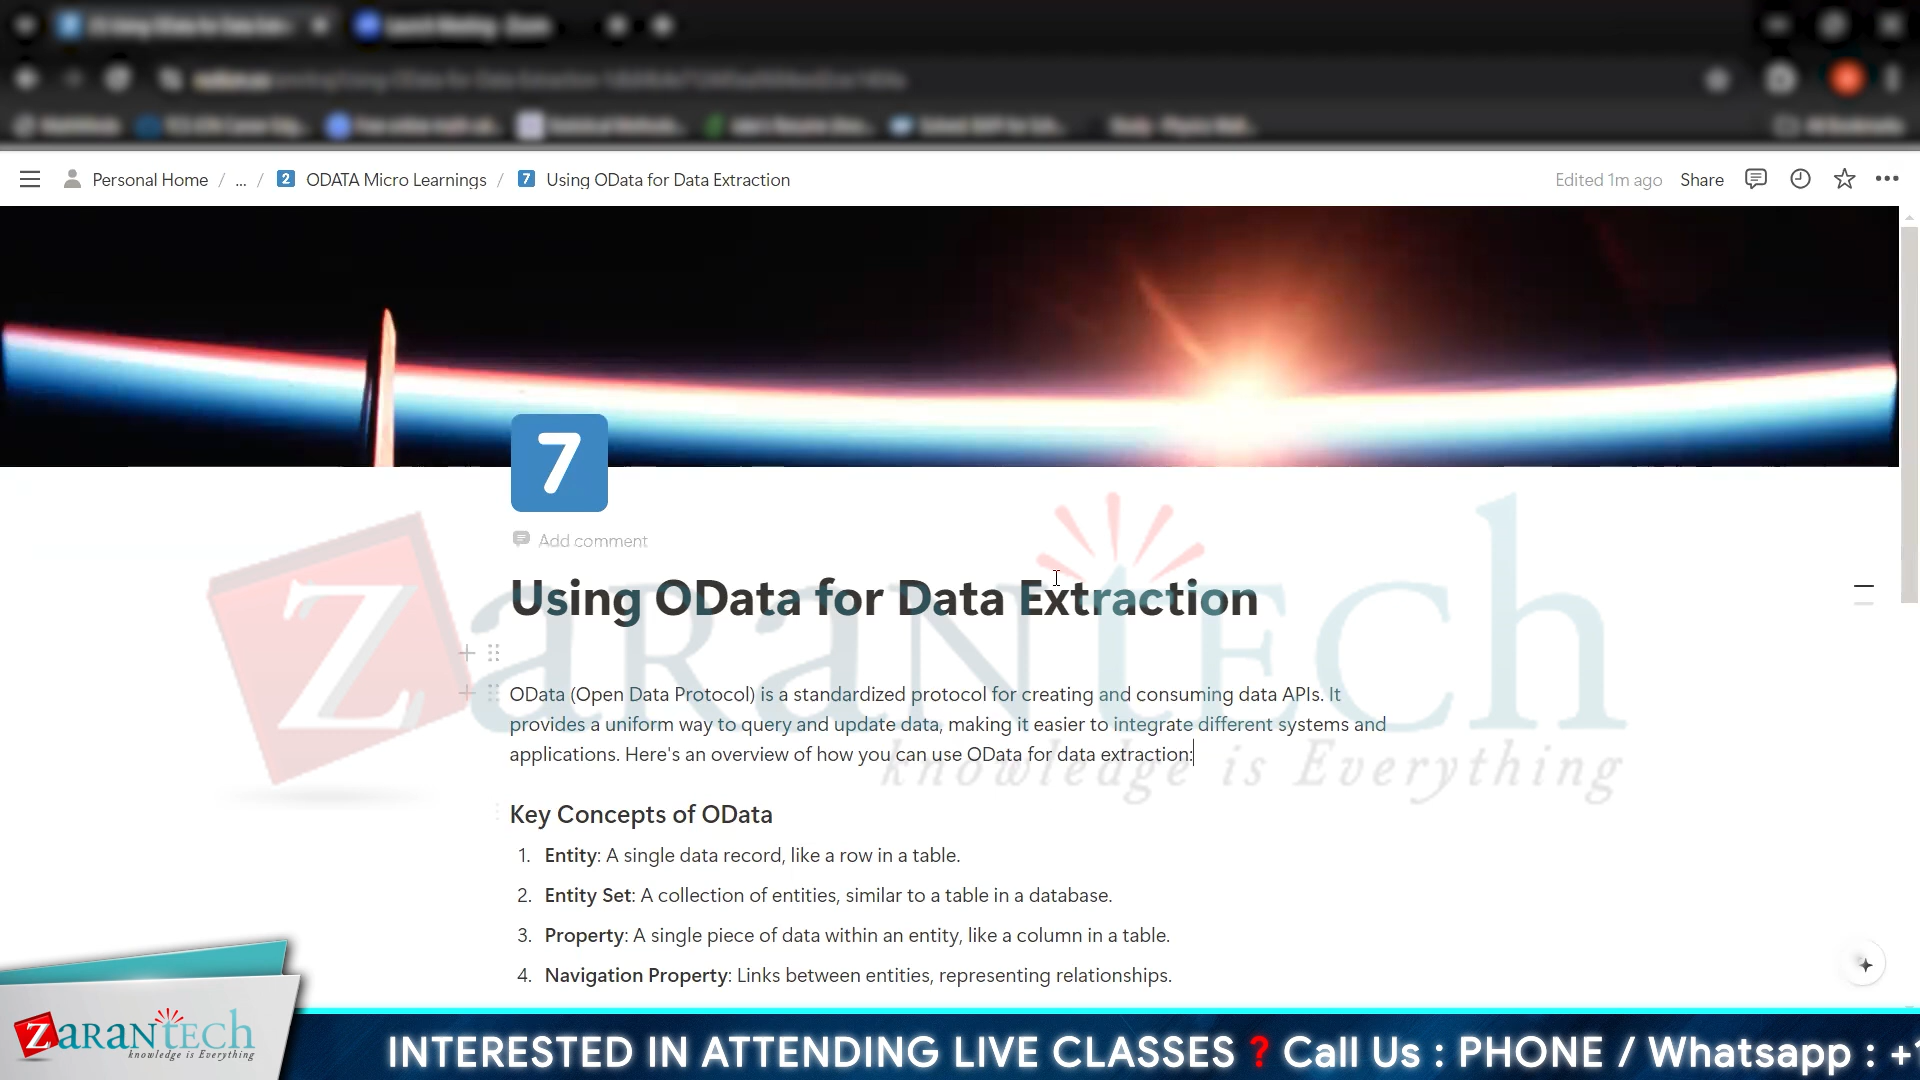 Personal Home / ... / 2 ODATA Micro Learnings / 7 Using OData for Data Extraction
Edited 1m ago Share
7
Add comment
Using OData for Data Extraction
OData (Open Data Protocol) is a standardized protocol for creating and consuming data APIs. It
provides a uniform way to query and update data, making it easier to integrate different systems and
applications. Here's an overview of how you can use OData for data extraction:
Key Concepts of OData
1. Entity: A single data record, like a row in a table.
2. Entity Set: A collection of entities, similar to a table in a database.
3. Property: A single piece of data within an entity, like a column in a table.
4. Navigation Property: Links between entities, representing relationships.
ZARANTECH
knowledge is Everything
ZARANTECH
knowledge is Everything
INTERESTED IN ATTENDING LIVE CLASSES ? Call Us : PHONE / Whatsapp : +1